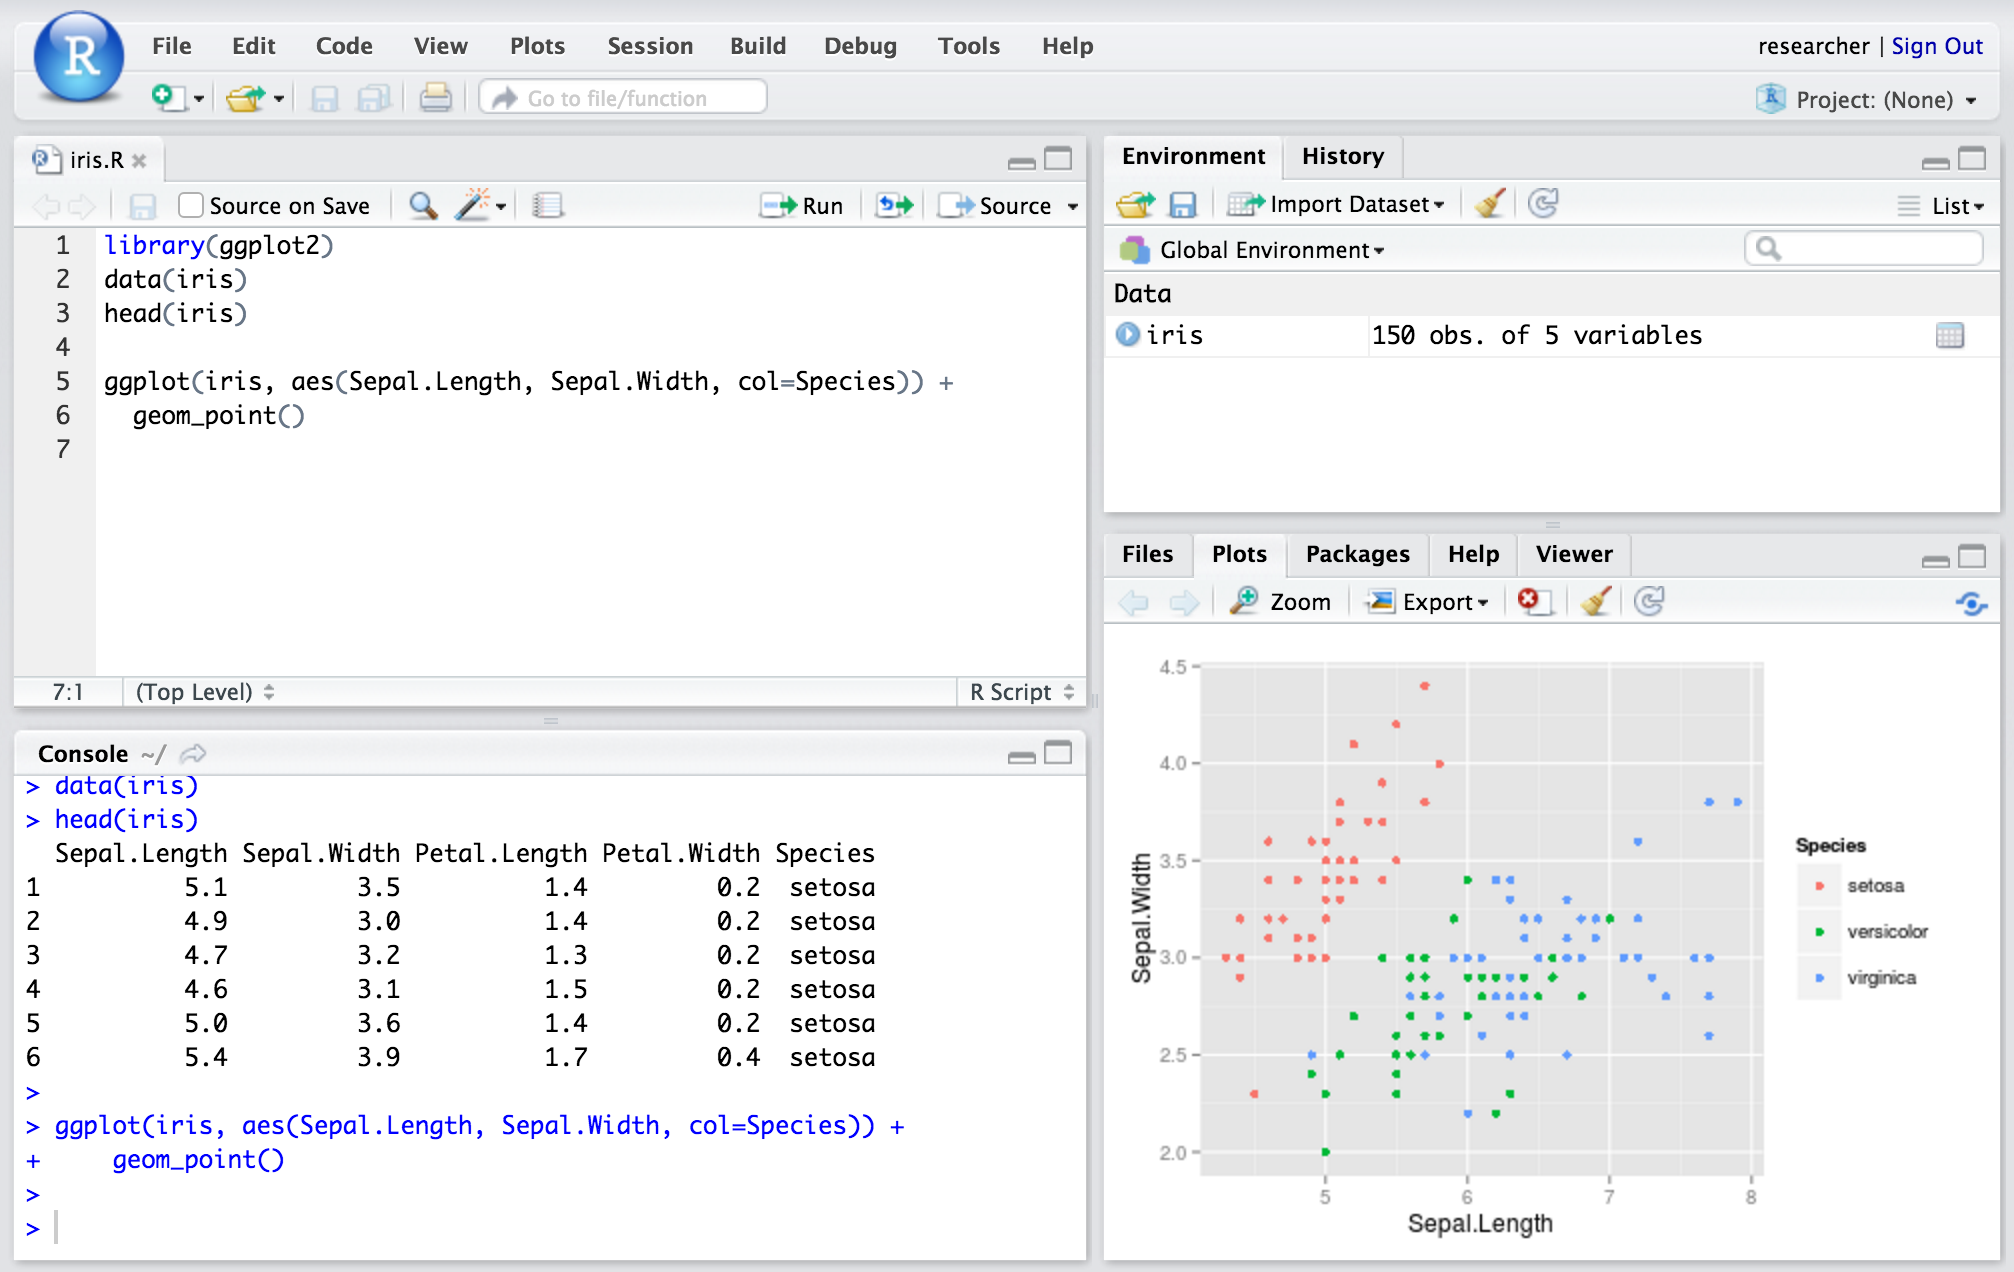 R File Edit Code View Plots Session Build Debug Tools Help
researcher | Sign Out
Go to file/function
R Project: (None)
R iris.R
Source on Save Run Source
1 library(ggplot2)
2 data(iris)
3 head(iris)
4
5 ggplot(iris, aes(Sepal.Length, Sepal.Width, col=Species)) +
6   geom_point()
7
7:1 (Top Level) R Script
Console ~/
> data(iris)
> head(iris)
  Sepal.Length Sepal.Width Petal.Length Petal.Width Species
1          5.1         3.5          1.4         0.2  setosa
2          4.9         3.0          1.4         0.2  setosa
3          4.7         3.2          1.3         0.2  setosa
4          4.6         3.1          1.5         0.2  setosa
5          5.0         3.6          1.4         0.2  setosa
6          5.4         3.9          1.7         0.4  setosa
>
> ggplot(iris, aes(Sepal.Length, Sepal.Width, col=Species)) +
+     geom_point()
>
>
Environment History
Import Dataset List
Global Environment
Data
iris 150 obs. of 5 variables
Files Plots Packages Help Viewer
Zoom Export
4.5
4.0
3.5
3.0
2.5
2.0
Sepal.Width
5 6 7 8
Sepal.Length
Species
setosa
versicolor
virginica